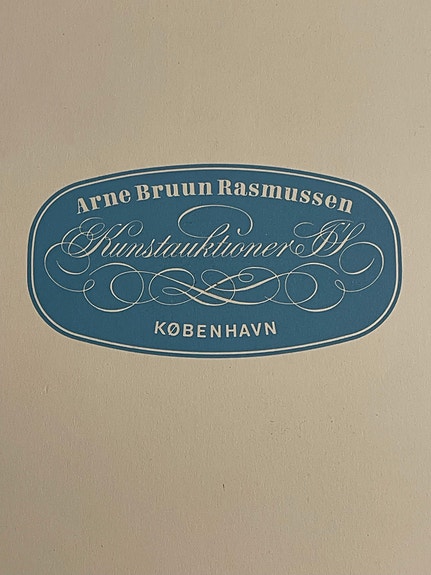 Arne Bruun Rasmussen
Kunstauktioner I/S
KØBENHAVN